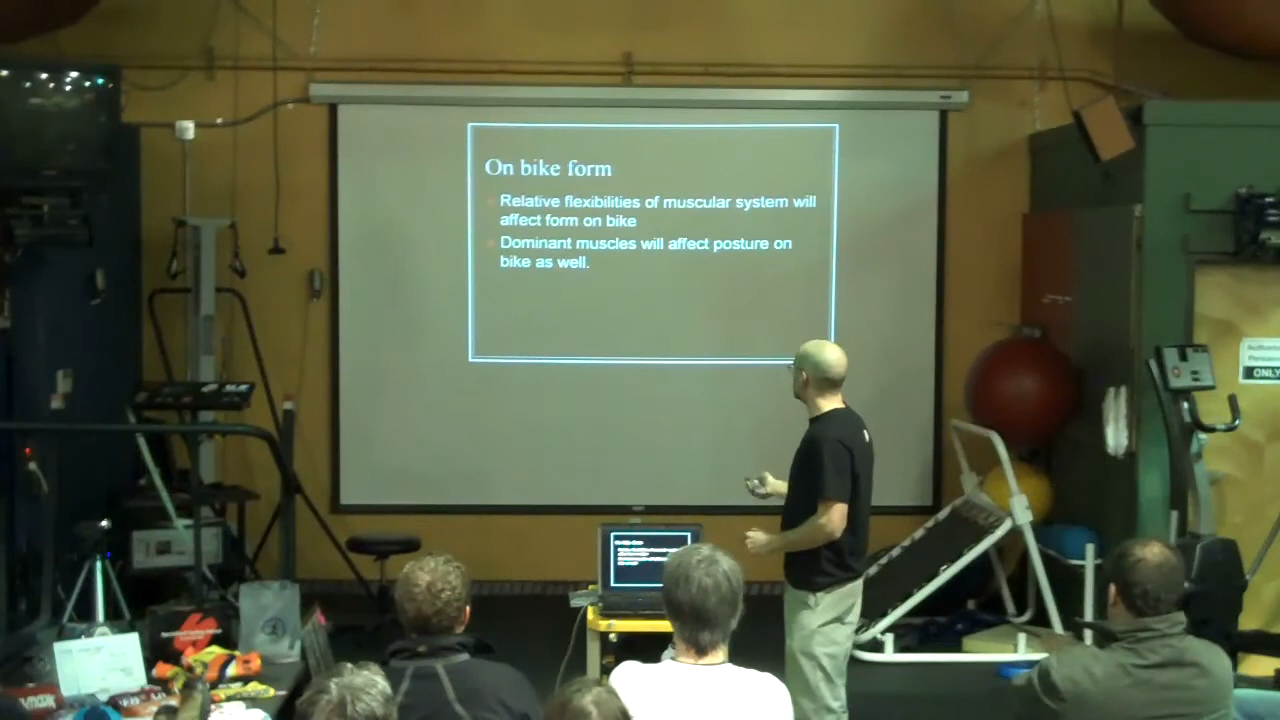 On bike form
Relative flexibilities of muscular system will
affect form on bike
Dominant muscles will affect posture on
bike as well.
ONLY